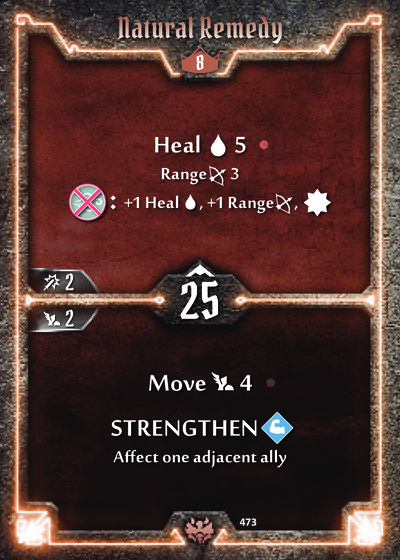 Natural Remedy
8
Heal 5
Range 3
: +1 Heal , +1 Range ,
2
25
2
Move 4
STRENGTHEN
Affect one adjacent ally
473